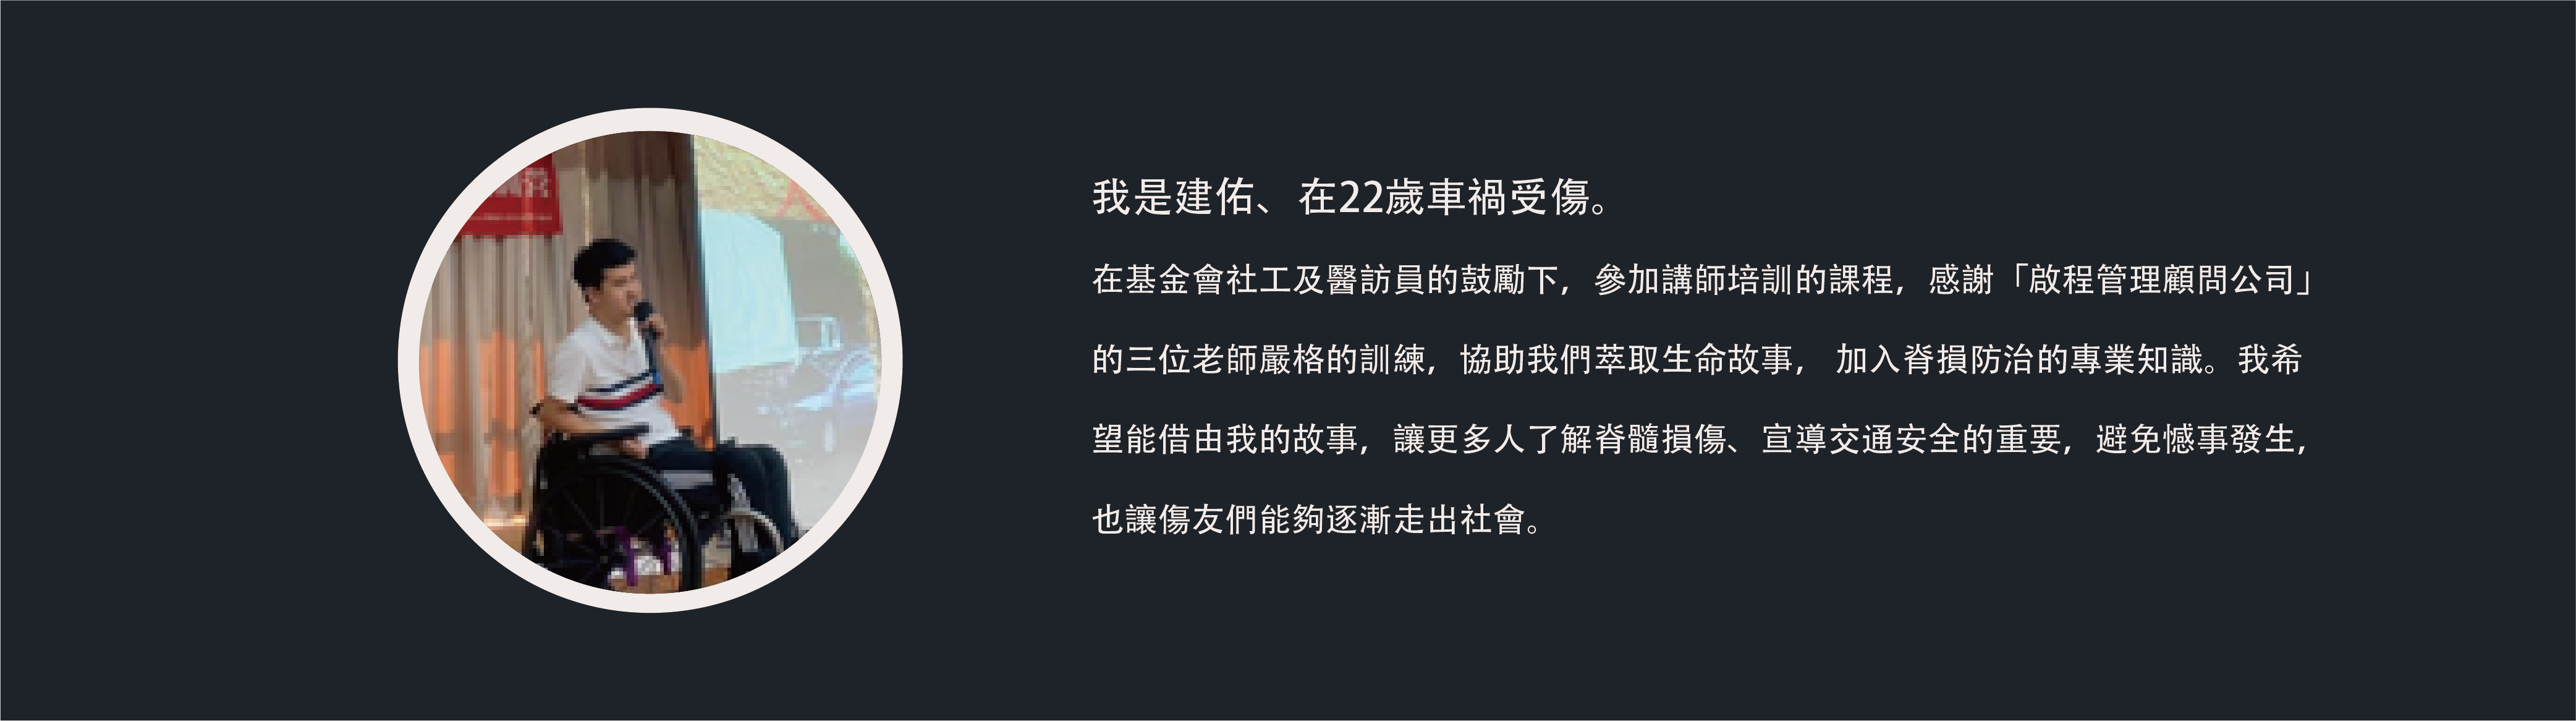 我是建佑、在22歲車禍受傷。
在基金會社工及醫訪員的鼓勵下，參加講師培訓的課程，感謝「啟程管理顧問公司」
的三位老師嚴格的訓練，協助我們萃取生命故事， 加入脊損防治的專業知識。我希
望能借由我的故事，讓更多人了解脊髓損傷、宣導交通安全的重要，避免憾事發生，
也讓傷友們能夠逐漸走出社會。